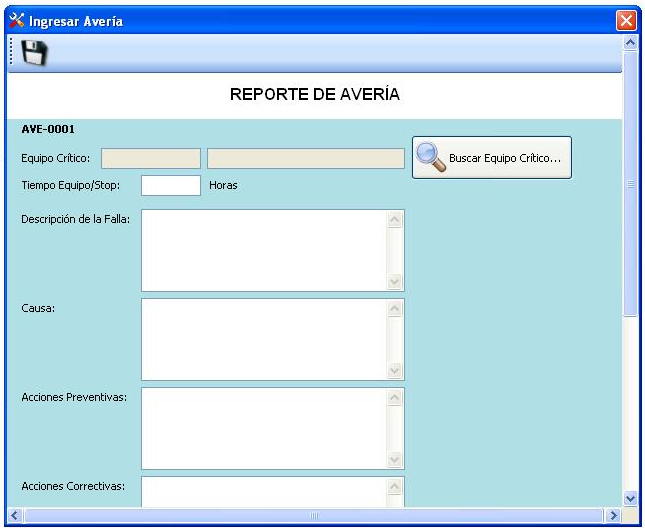 Ingresar Avería
REPORTE DE AVERÍA
AVE-0001
Equipo Crítico:
Buscar Equipo Crítico...
Tiempo Equipo/Stop:
Horas
Descripción de la Falla:
Causa:
Acciones Preventivas:
Acciones Correctivas: